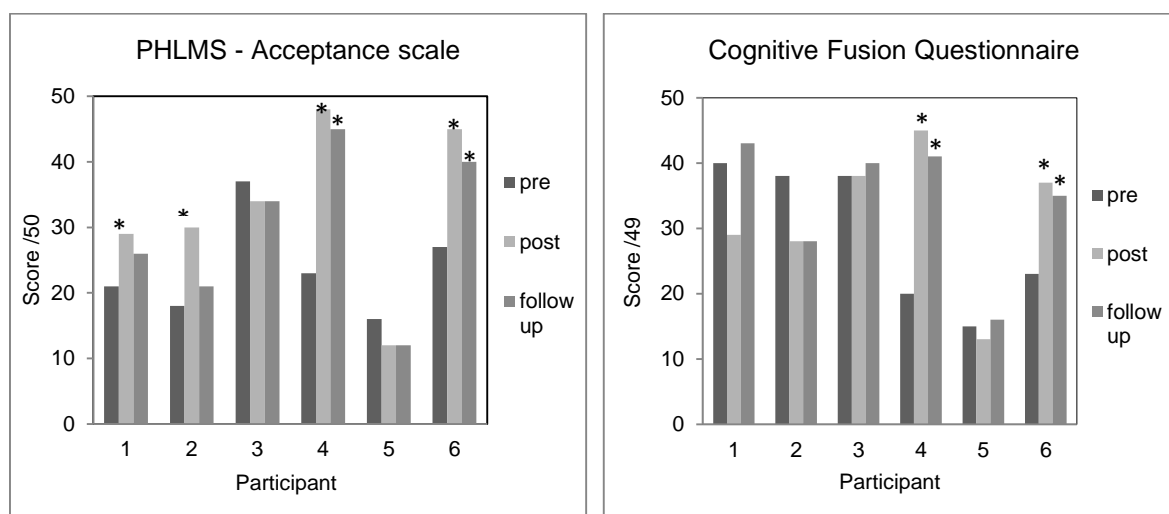 PHLMS - Acceptance scale
50
40
30
20
10
0
Score /50
* * * * * *
1 2 3 4 5 6
Participant
pre
post
follow
up
Cognitive Fusion Questionnaire
50
40
30
20
10
0
Score /49
* * * *
1 2 3 4 5 6
Participant
pre
post
follow
up